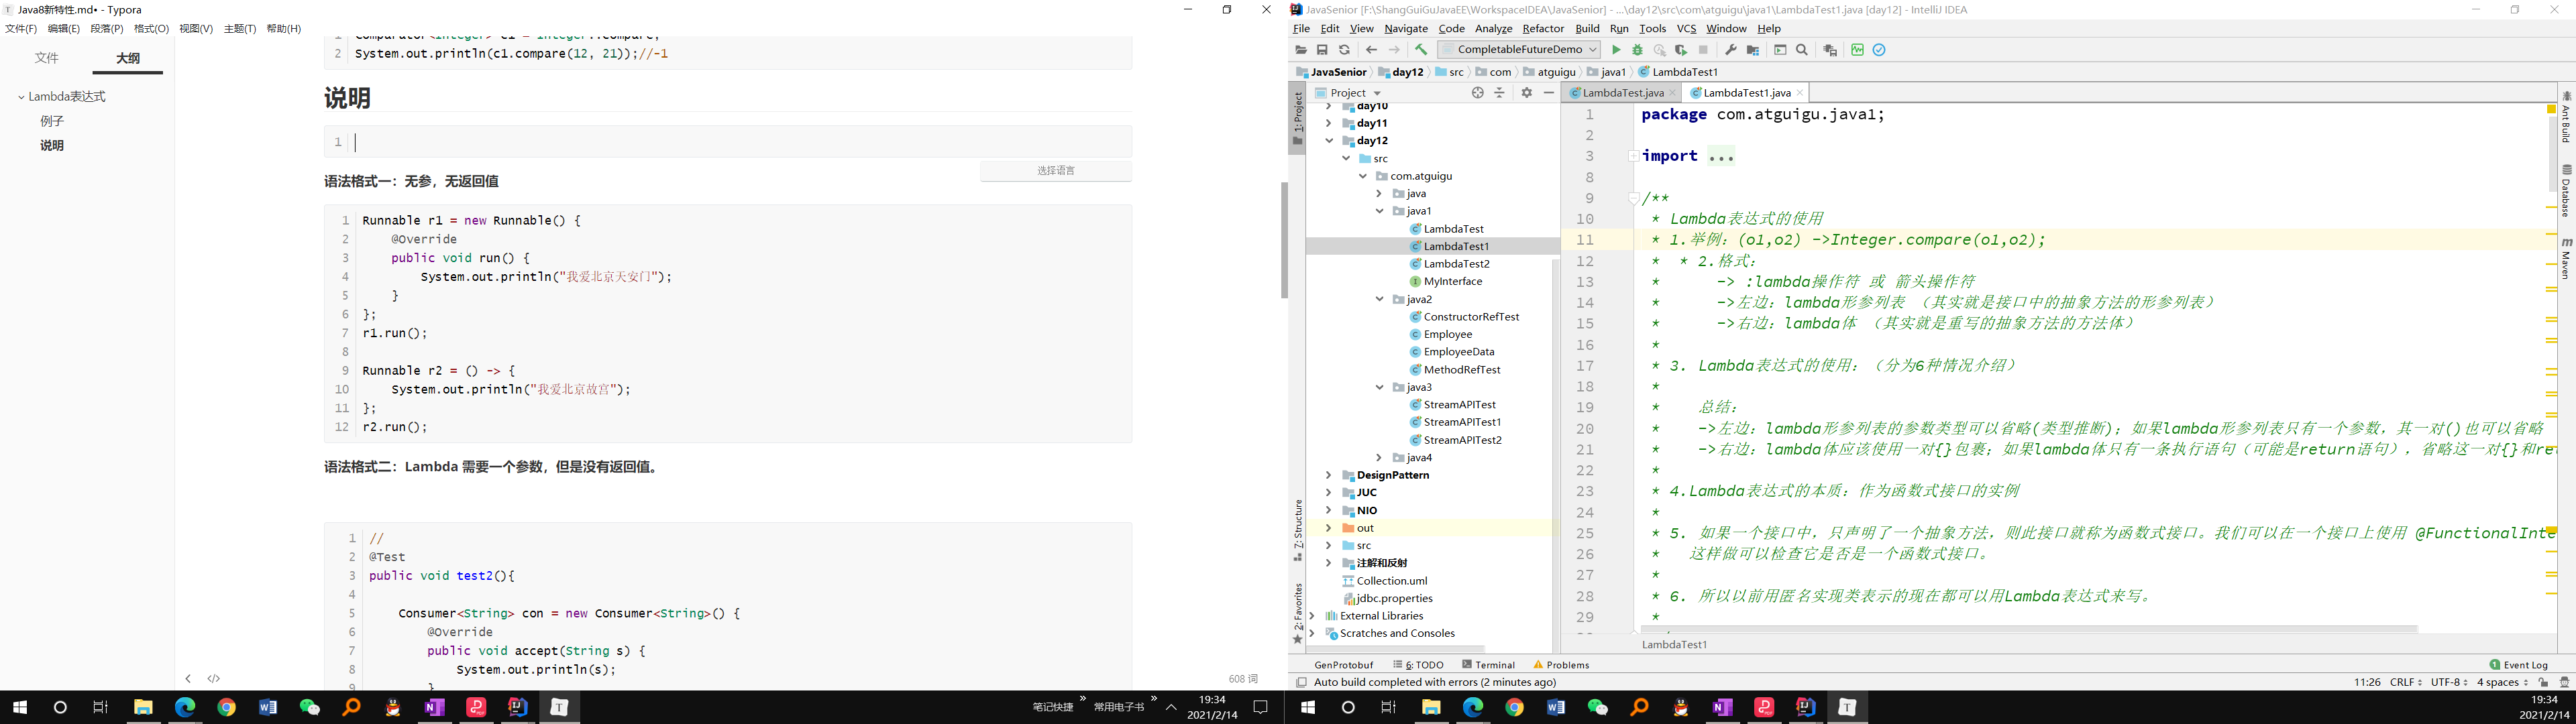 Java8新特性.md• - Typora
文件(F) 编辑(E) 段落(P) 格式(O) 视图(V) 主题(T) 帮助(H)
文件 大纲
Lambda表达式
例子
说明
2 System.out.println(c1.compare(12, 21));//-1
说明
1
选择语言
语法格式一：无参，无返回值
1 Runnable r1 = new Runnable() {
2 @Override
3 public void run() {
4 System.out.println("我爱北京天安门");
5 }
6 };
7 r1.run();
8
9 Runnable r2 = () -> {
10 System.out.println("我爱北京故宫");
11 };
12 r2.run();
语法格式二：Lambda 需要一个参数，但是没有返回值。
1 //
2 @Test
3 public void test2(){
4
5 Consumer<String> con = new Consumer<String>() {
6 @Override
7 public void accept(String s) {
8 System.out.println(s);
9 }
608 词
笔记快捷 » 常用电子书 » 19:34
2021/2/14
JavaSenior [F:\ShangGuiGuJavaEE\WorkspaceIDEA\JavaSenior] - ...\day12\src\com\atguigu\java1\LambdaTest1.java [day12] - IntelliJ IDEA
File Edit View Navigate Code Analyze Refactor Build Run Tools VCS Window Help
CompletableFutureDemo
JavaSenior day12 src com atguigu java1 LambdaTest1
Project
LambdaTest.java LambdaTest1.java
1: Project
Z: Structure
2: Favorites
day10
day11
day12
src
com.atguigu
java
java1
LambdaTest
LambdaTest1
LambdaTest2
MyInterface
java2
ConstructorRefTest
Employee
EmployeeData
MethodRefTest
java3
StreamAPITest
StreamAPITest1
StreamAPITest2
java4
DesignPattern
JUC
NIO
out
src
注解和反射
Collection.uml
jdbc.properties
External Libraries
Scratches and Consoles
1 package com.atguigu.java1;
2
3 import ...
8
9 /**
10 * Lambda表达式的使用
11 * 1.举例：(o1,o2) ->Integer.compare(o1,o2);
12 * * 2.格式：
13 * -> :lambda操作符 或 箭头操作符
14 * ->左边：lambda形参列表 （其实就是接口中的抽象方法的形参列表）
15 * ->右边：lambda体 （其实就是重写的抽象方法的方法体）
16 *
17 * 3. Lambda表达式的使用：（分为6种情况介绍）
18 *
19 * 总结：
20 * ->左边：lambda形参列表的参数类型可以省略(类型推断)；如果lambda形参列表只有一个参数，其一对()也可以省略
21 * ->右边：lambda体应该使用一对{}包裹；如果lambda体只有一条执行语句（可能是return语句），省略这一对{}和re
22 *
23 * 4.Lambda表达式的本质：作为函数式接口的实例
24 *
25 * 5. 如果一个接口中，只声明了一个抽象方法，则此接口就称为函数式接口。我们可以在一个接口上使用 @FunctionalInte
26 * 这样做可以检查它是否是一个函数式接口。
27 *
28 * 6. 所以以前用匿名实现类表示的现在都可以用Lambda表达式来写。
29 *
LambdaTest1
Ant Build
Database
Maven
GenProtobuf 6: TODO Terminal Problems 1 Event Log
Auto build completed with errors (2 minutes ago) 11:26 CRLF UTF-8 4 spaces
19:34
2021/2/14